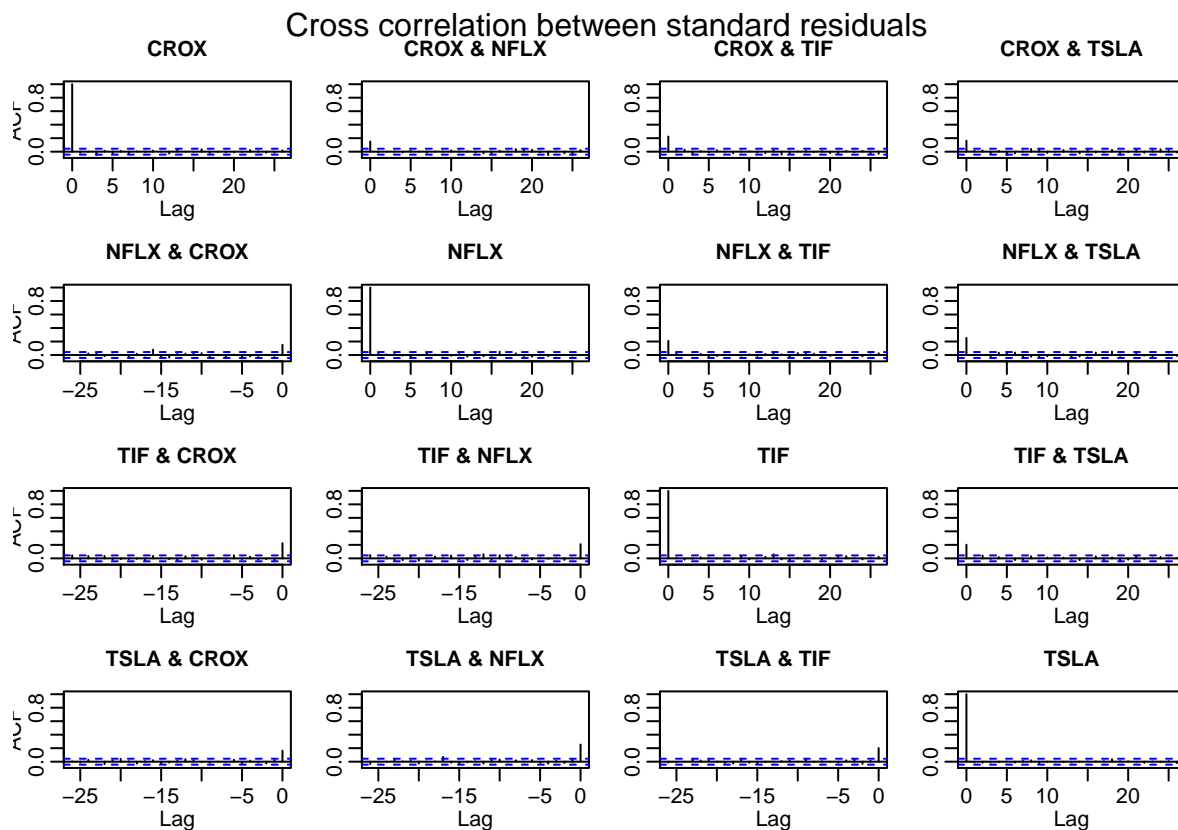 Cross correlation between standard residuals
CROX
CROX & NFLX
CROX & TIF
CROX & TSLA
ACF
0.0 0.8
0 5 10 20
Lag
0.0 0.8
0 5 10 20
Lag
0.0 0.8
0 5 10 20
Lag
0.0 0.8
0 5 10 20
Lag
NFLX & CROX
NFLX
NFLX & TIF
NFLX & TSLA
ACF
0.0 0.8
−25 −15 −5 0
Lag
0.0 0.8
0 5 10 20
Lag
0.0 0.8
0 5 10 20
Lag
0.0 0.8
0 5 10 20
Lag
TIF & CROX
TIF & NFLX
TIF
TIF & TSLA
ACF
0.0 0.8
−25 −15 −5 0
Lag
0.0 0.8
−25 −15 −5 0
Lag
0.0 0.8
0 5 10 20
Lag
0.0 0.8
0 5 10 20
Lag
TSLA & CROX
TSLA & NFLX
TSLA & TIF
TSLA
ACF
0.0 0.8
−25 −15 −5 0
Lag
0.0 0.8
−25 −15 −5 0
Lag
0.0 0.8
−25 −15 −5 0
Lag
0.0 0.8
0 5 10 20
Lag